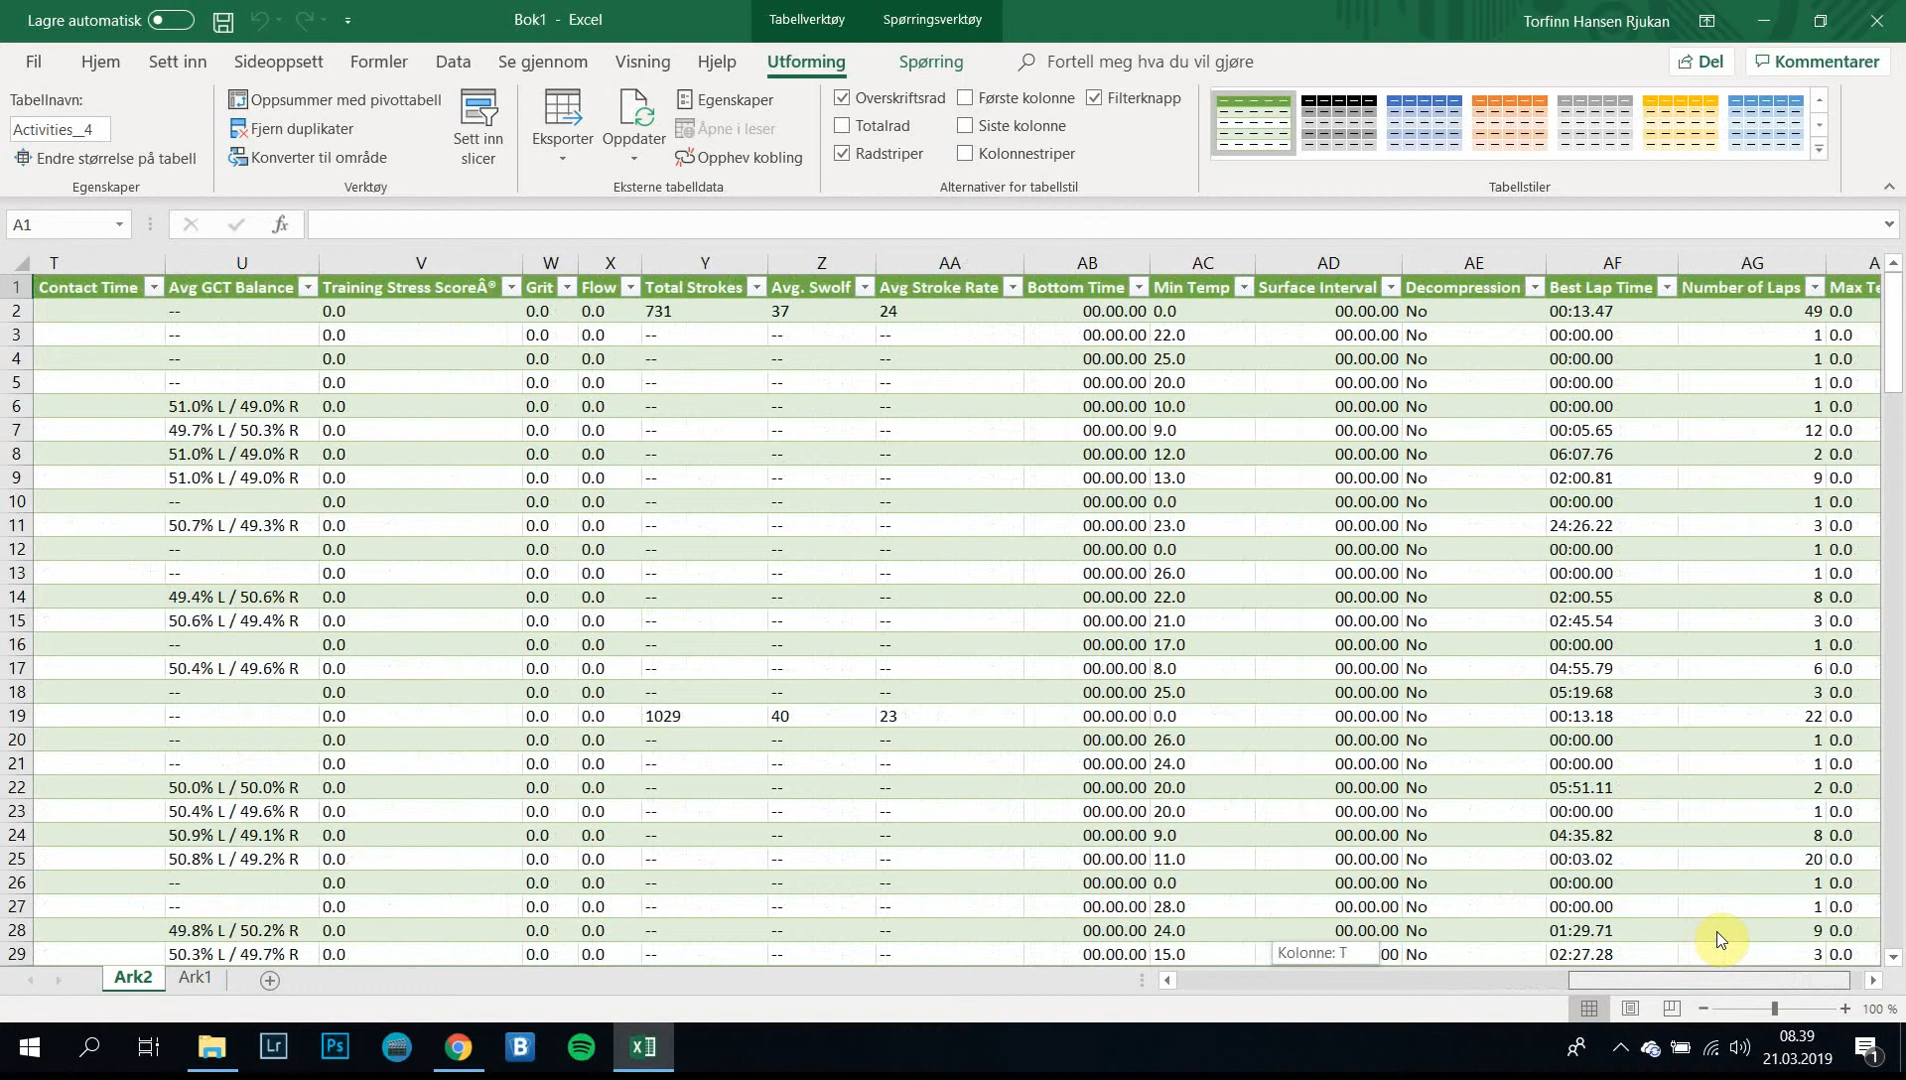 Lagre automatisk Bok1 - Excel Tabellverktøy Spørringsverktøy Torfinn Hansen Rjukan
Fil Hjem Sett inn Sideoppsett Formler Data Se gjennom Visning Hjelp Utforming Spørring Fortell meg hva du vil gjøre Del Kommentarer
Tabellnavn:
Activities__4
Endre størrelse på tabell
Egenskaper
Oppsummer med pivottabell
Fjern duplikater
Konverter til område
Sett inn
slicer
Verktøy
Eksporter Oppdater
Egenskaper
Åpne i leser
Opphev kobling
Eksterne tabelldata
Overskriftsrad Første kolonne Filterknapp
Totalrad Siste kolonne
Radstriper Kolonnestriper
Alternativer for tabellstil
Tabellstiler
A1 fx
T U V W X Y Z AA AB AC AD AE AF AG A
1 Contact Time Avg GCT Balance Training Stress ScoreÂ® Grit Flow Total Strokes Avg. Swolf Avg Stroke Rate Bottom Time Min Temp Surface Interval Decompression Best Lap Time Number of Laps Max Te
2 -- 0.0 0.0 0.0 731 37 24 00.00.00 0.0 00.00.00 No 00:13.47 49 0.0
3 -- 0.0 0.0 0.0 -- -- -- 00.00.00 22.0 00.00.00 No 00:00.00 1 0.0
4 -- 0.0 0.0 0.0 -- -- -- 00.00.00 25.0 00.00.00 No 00:00.00 1 0.0
5 -- 0.0 0.0 0.0 -- -- -- 00.00.00 20.0 00.00.00 No 00:00.00 1 0.0
6 51.0% L / 49.0% R 0.0 0.0 0.0 -- -- -- 00.00.00 10.0 00.00.00 No 00:00.00 1 0.0
7 49.7% L / 50.3% R 0.0 0.0 0.0 -- -- -- 00.00.00 9.0 00.00.00 No 00:05.65 12 0.0
8 51.0% L / 49.0% R 0.0 0.0 0.0 -- -- -- 00.00.00 12.0 00.00.00 No 06:07.76 2 0.0
9 51.0% L / 49.0% R 0.0 0.0 0.0 -- -- -- 00.00.00 13.0 00.00.00 No 02:00.81 9 0.0
10 -- 0.0 0.0 0.0 -- -- -- 00.00.00 0.0 00.00.00 No 00:00.00 1 0.0
11 50.7% L / 49.3% R 0.0 0.0 0.0 -- -- -- 00.00.00 23.0 00.00.00 No 24:26.22 3 0.0
12 -- 0.0 0.0 0.0 -- -- -- 00.00.00 0.0 00.00.00 No 00:00.00 1 0.0
13 -- 0.0 0.0 0.0 -- -- -- 00.00.00 26.0 00.00.00 No 00:00.00 1 0.0
14 49.4% L / 50.6% R 0.0 0.0 0.0 -- -- -- 00.00.00 22.0 00.00.00 No 02:00.55 8 0.0
15 50.6% L / 49.4% R 0.0 0.0 0.0 -- -- -- 00.00.00 21.0 00.00.00 No 02:45.54 3 0.0
16 -- 0.0 0.0 0.0 -- -- -- 00.00.00 17.0 00.00.00 No 00:00.00 1 0.0
17 50.4% L / 49.6% R 0.0 0.0 0.0 -- -- -- 00.00.00 8.0 00.00.00 No 04:55.79 6 0.0
18 -- 0.0 0.0 0.0 -- -- -- 00.00.00 25.0 00.00.00 No 05:19.68 3 0.0
19 -- 0.0 0.0 0.0 1029 40 23 00.00.00 0.0 00.00.00 No 00:13.18 22 0.0
20 -- 0.0 0.0 0.0 -- -- -- 00.00.00 26.0 00.00.00 No 00:00.00 1 0.0
21 -- 0.0 0.0 0.0 -- -- -- 00.00.00 24.0 00.00.00 No 00:00.00 1 0.0
22 50.0% L / 50.0% R 0.0 0.0 0.0 -- -- -- 00.00.00 20.0 00.00.00 No 05:51.11 2 0.0
23 50.4% L / 49.6% R 0.0 0.0 0.0 -- -- -- 00.00.00 20.0 00.00.00 No 00:00.00 1 0.0
24 50.9% L / 49.1% R 0.0 0.0 0.0 -- -- -- 00.00.00 9.0 00.00.00 No 04:35.82 8 0.0
25 50.8% L / 49.2% R 0.0 0.0 0.0 -- -- -- 00.00.00 11.0 00.00.00 No 00:03.02 20 0.0
26 -- 0.0 0.0 0.0 -- -- -- 00.00.00 0.0 00.00.00 No 00:00.00 1 0.0
27 -- 0.0 0.0 0.0 -- -- -- 00.00.00 28.0 00.00.00 No 00:00.00 1 0.0
28 49.8% L / 50.2% R 0.0 0.0 0.0 -- -- -- 00.00.00 24.0 00.00.00 No 01:29.71 9 0.0
29 50.3% L / 49.7% R 0.0 0.0 0.0 -- -- -- 00.00.00 15.0 Kolonne: T 00 No 02:27.28 3 0.0
Ark2 Ark1
100 %
Lr Ps B X 08.39
21.03.2019 1